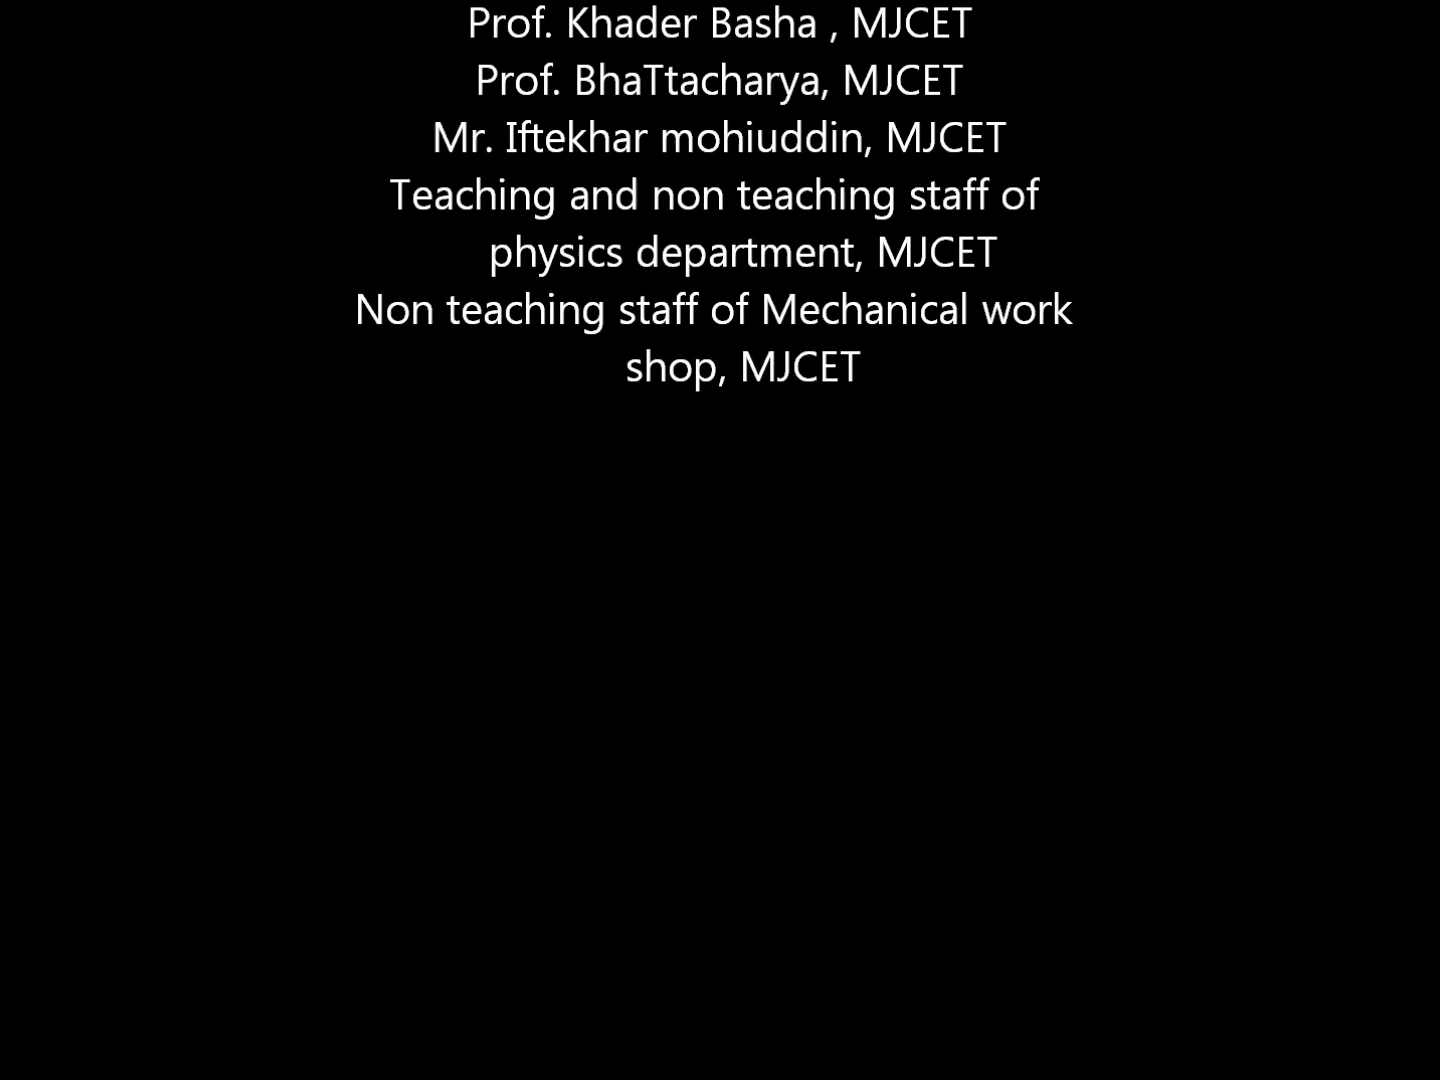 Prof. Khader Basha , MJCET
Prof. BhaTtacharya, MJCET
Mr. Iftekhar mohiuddin, MJCET
Teaching and non teaching staff of
physics department, MJCET
Non teaching staff of Mechanical work
shop, MJCET